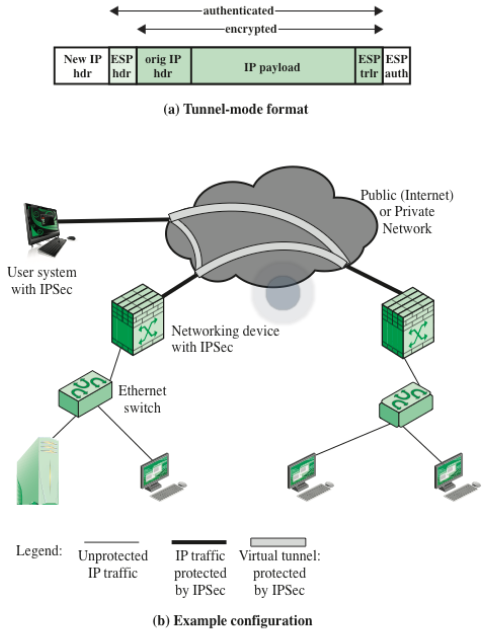 authenticated
encrypted
New IP
hdr
ESP
hdr
orig IP
hdr
IP payload
ESP
trlr
ESP
auth
(a) Tunnel-mode format
Public (Internet)
or Private
Network
User system
with IPSec
Networking device
with IPSec
Ethernet
switch
Legend:
Unprotected
IP traffic
IP traffic
protected
by IPSec
Virtual tunnel:
protected
by IPSec
(b) Example configuration